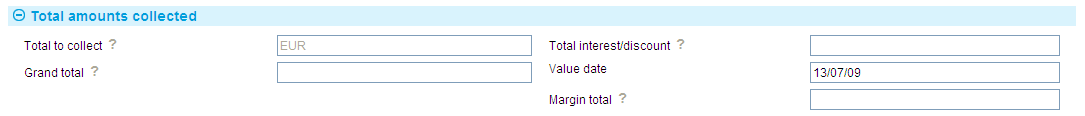 Total amounts collected
Total to collect ? EUR Total interest/discount ?
Grand total ? Value date 13/07/09
Margin total ?